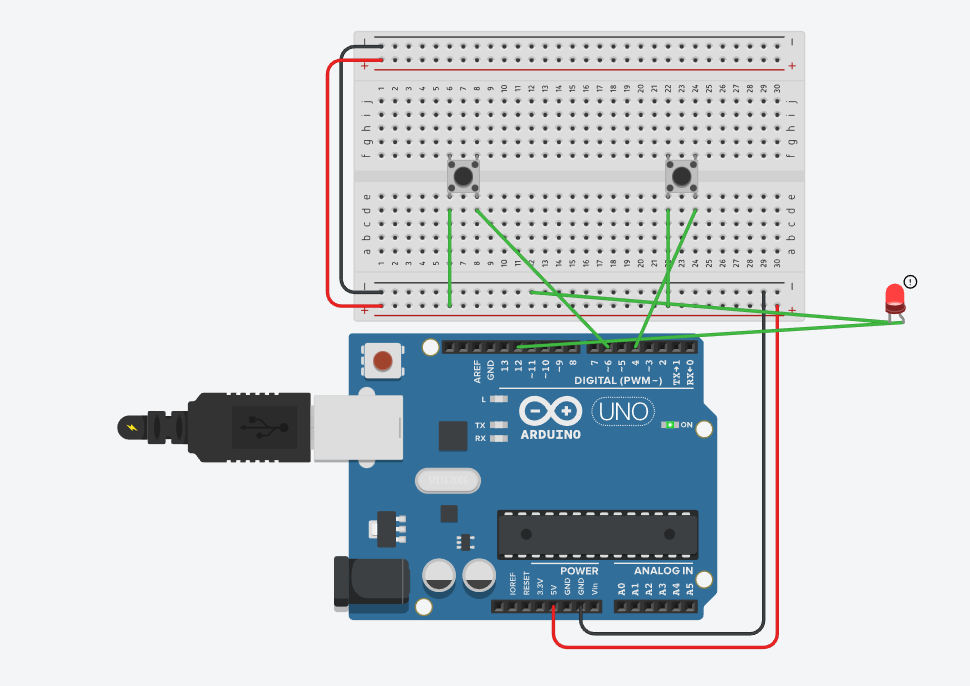 − −
+ +
1 2 3 4 5 6 7 8 9 10 11 12 13 14 15 16 17 18 19 20 21 22 23 24 25 26 27 28 29 30
j j
i i
h h
g g
f f
e e
d d
c c
b b
a a
1 2 3 4 5 6 7 8 9 10 11 12 13 14 15 16 17 18 19 20 21 22 23 24 25 26 27 28 29 30
− −
+ +
!
AREF GND 13 12 ~11 ~10 ~9 8 7 ~6 ~5 4 ~3 2 TX→1 RX←0
DIGITAL (PWM~)
L
TX
RX
ARDUINO
UNO
ON
POWER ANALOG IN
IOREF RESET 3.3V 5V GND GND Vin A0 A1 A2 A3 A4 A5